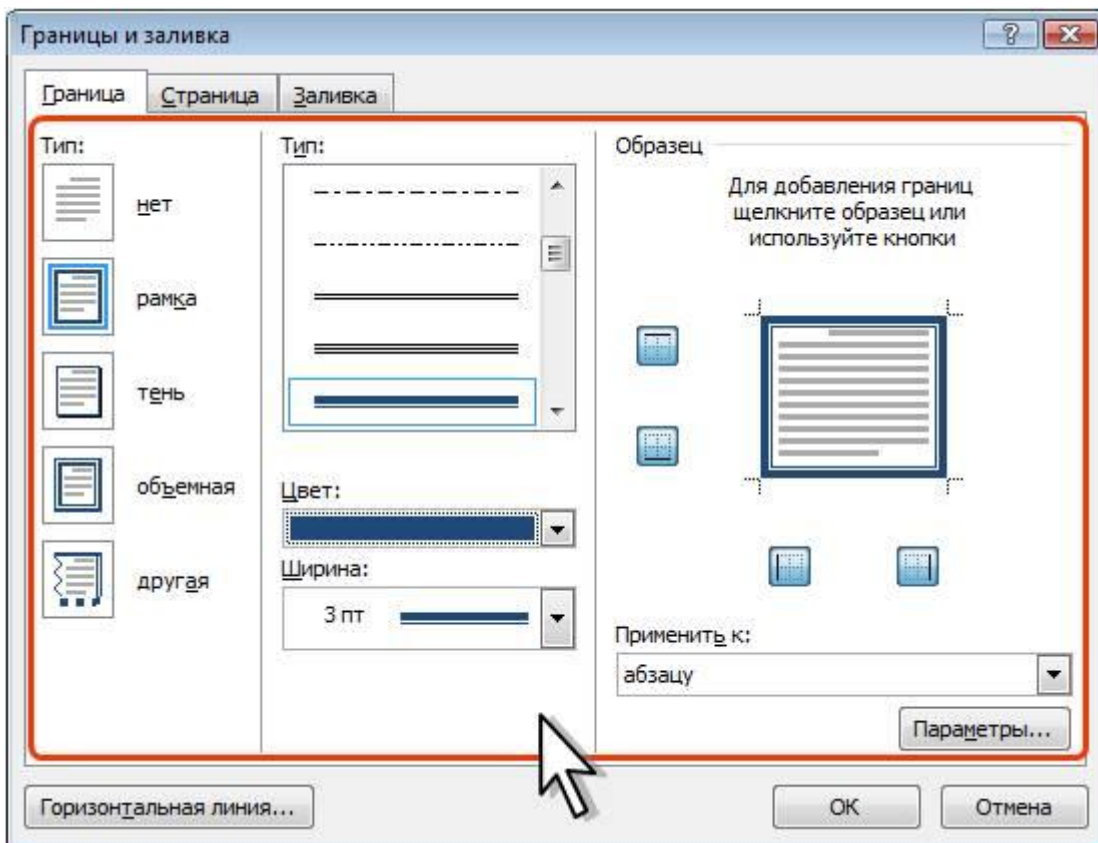 Границы и заливка
Граница
Страница
Заливка
Тип:
нет
рамка
тень
объемная
другая
Тип:
Цвет:
Ширина:
3 пт
Образец
Для добавления границ
щелкните образец или
используйте кнопки
Применить к:
абзацу
Параметры...
Горизонтальная линия...
ОК
Отмена